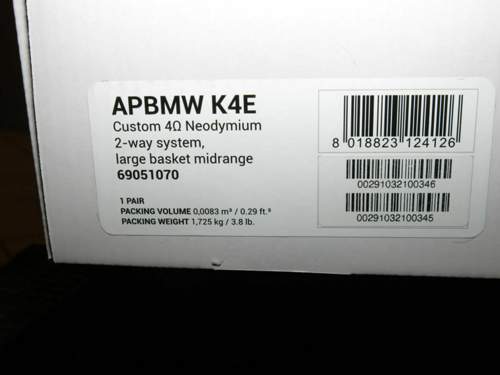 APBMW K4E
Custom 4Ω Neodymium
2-way system,
large basket midrange
69051070
1 PAIR
PACKING VOLUME 0,0083 m³ / 0.29 ft.³
PACKING WEIGHT 1,725 kg / 3.8 lb.
8 018823 124126
00291032100346
00291032100345